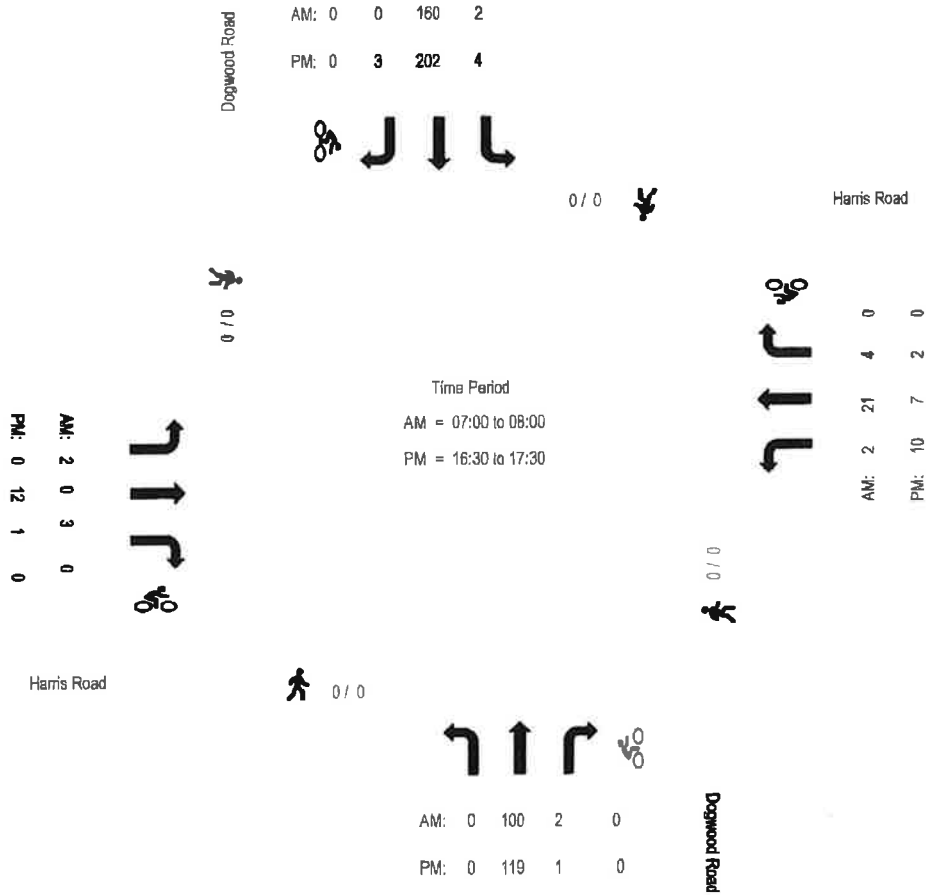 AM: 0 0 160 2
Dogwood Road
PM: 0 3 202 4
0 / 0
Harris Road
0 / 0
0 4 21 2 AM:
0 2 7 10 PM:
Time Period
AM = 07:00 to 08:00
PM = 16:30 to 17:30
AM: 2 0 3 0
PM: 0 12 1 0
0 / 0
Harris Road
0 / 0
AM: 0 100 2 0
PM: 0 119 1 0
Dogwood Road